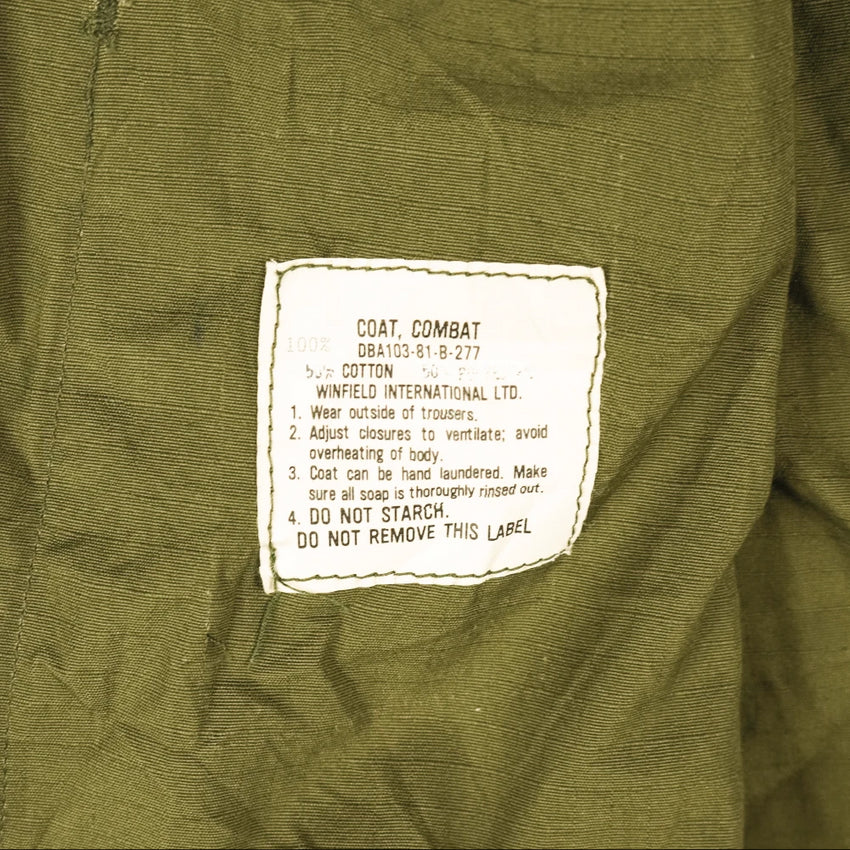 COAT, COMBAT
100%
DBA103-81-B-277
COTTON
WINFIELD INTERNATIONAL LTD.
1. Wear outside of trousers.
2. Adjust closures to ventilate; avoid
overheating of body.
3. Coat can be hand laundered. Make
sure all soap is thoroughly rinsed out.
4. DO NOT STARCH.
DO NOT REMOVE THIS LABEL